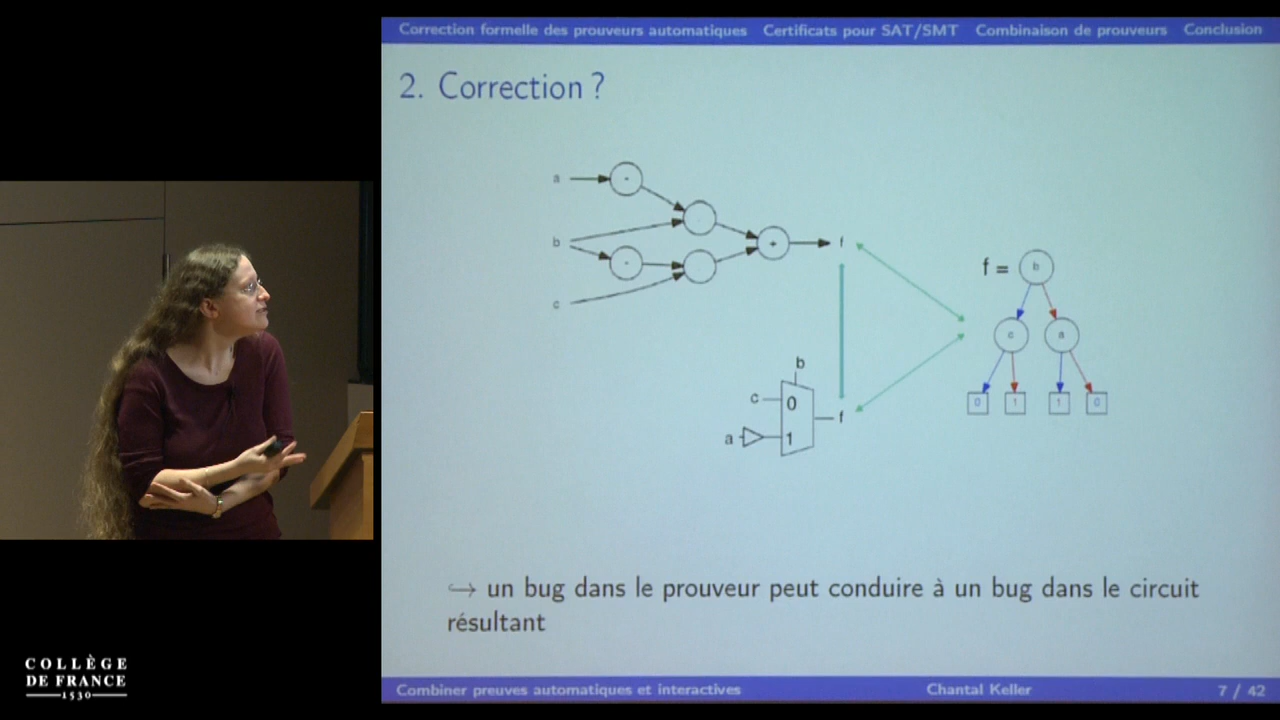 Correction formelle des prouveurs automatiques Certificats pour SAT/SMT Combinaison de prouveurs Conclusion
2. Correction ?
a
b
c
f
f =
b
c
a
0
1
1
0
b
c
0
a
1
f
↪ un bug dans le prouveur peut conduire à un bug dans le circuit
résultant
Combiner preuves automatiques et interactives Chantal Keller 7 / 42
COLLÈGE
DE FRANCE
1530